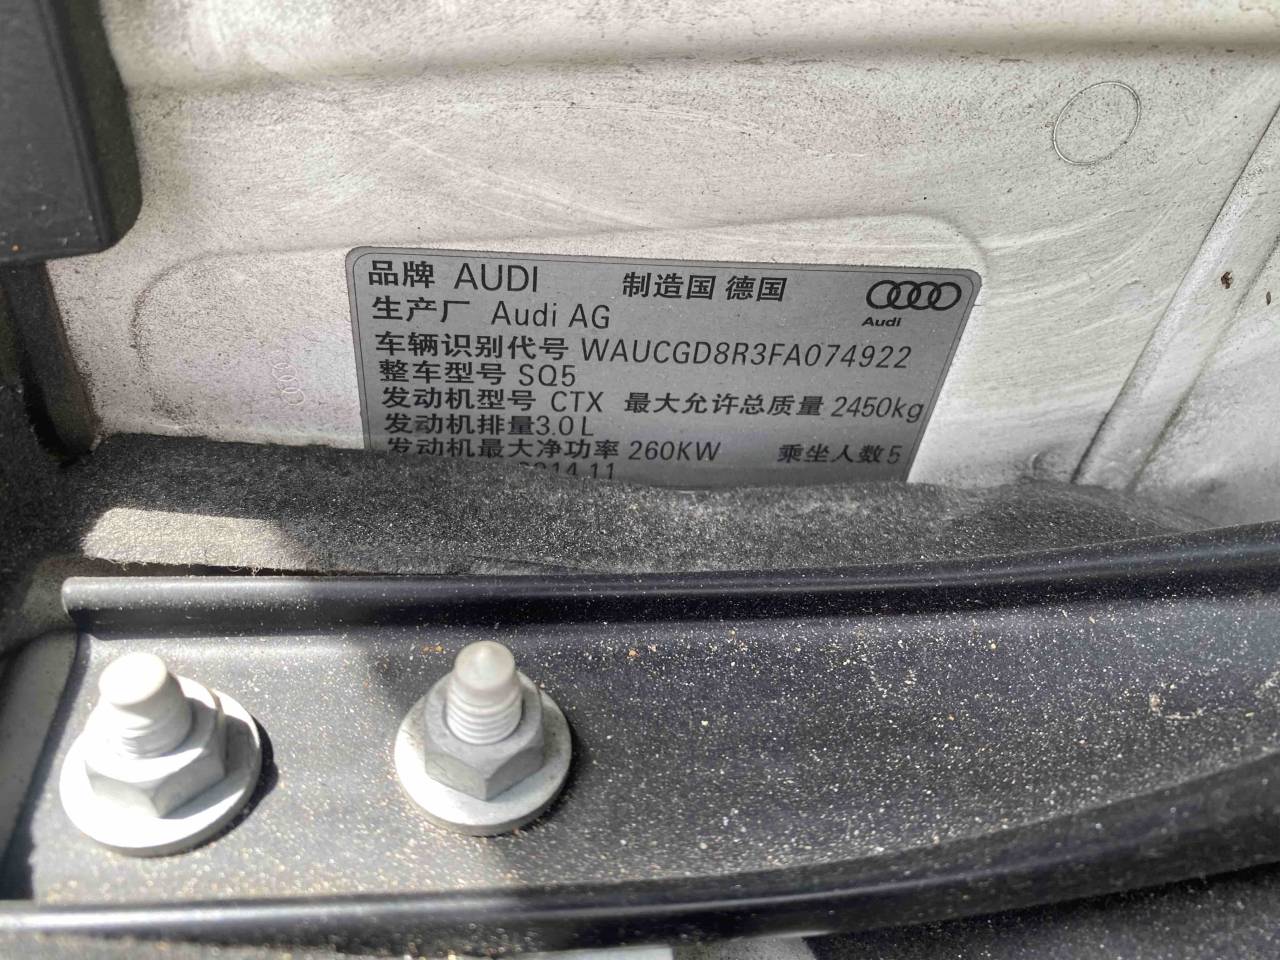 品牌 AUDI 制造国 德国
Audi
生产厂 Audi AG
车辆识别代号 WAUCGD8R3FA074922
整车型号 SQ5
发动机型号 CTX 最大允许总质量 2450kg
发动机排量3.0L
发动机最大净功率 260KW 乘坐人数5
2014.11